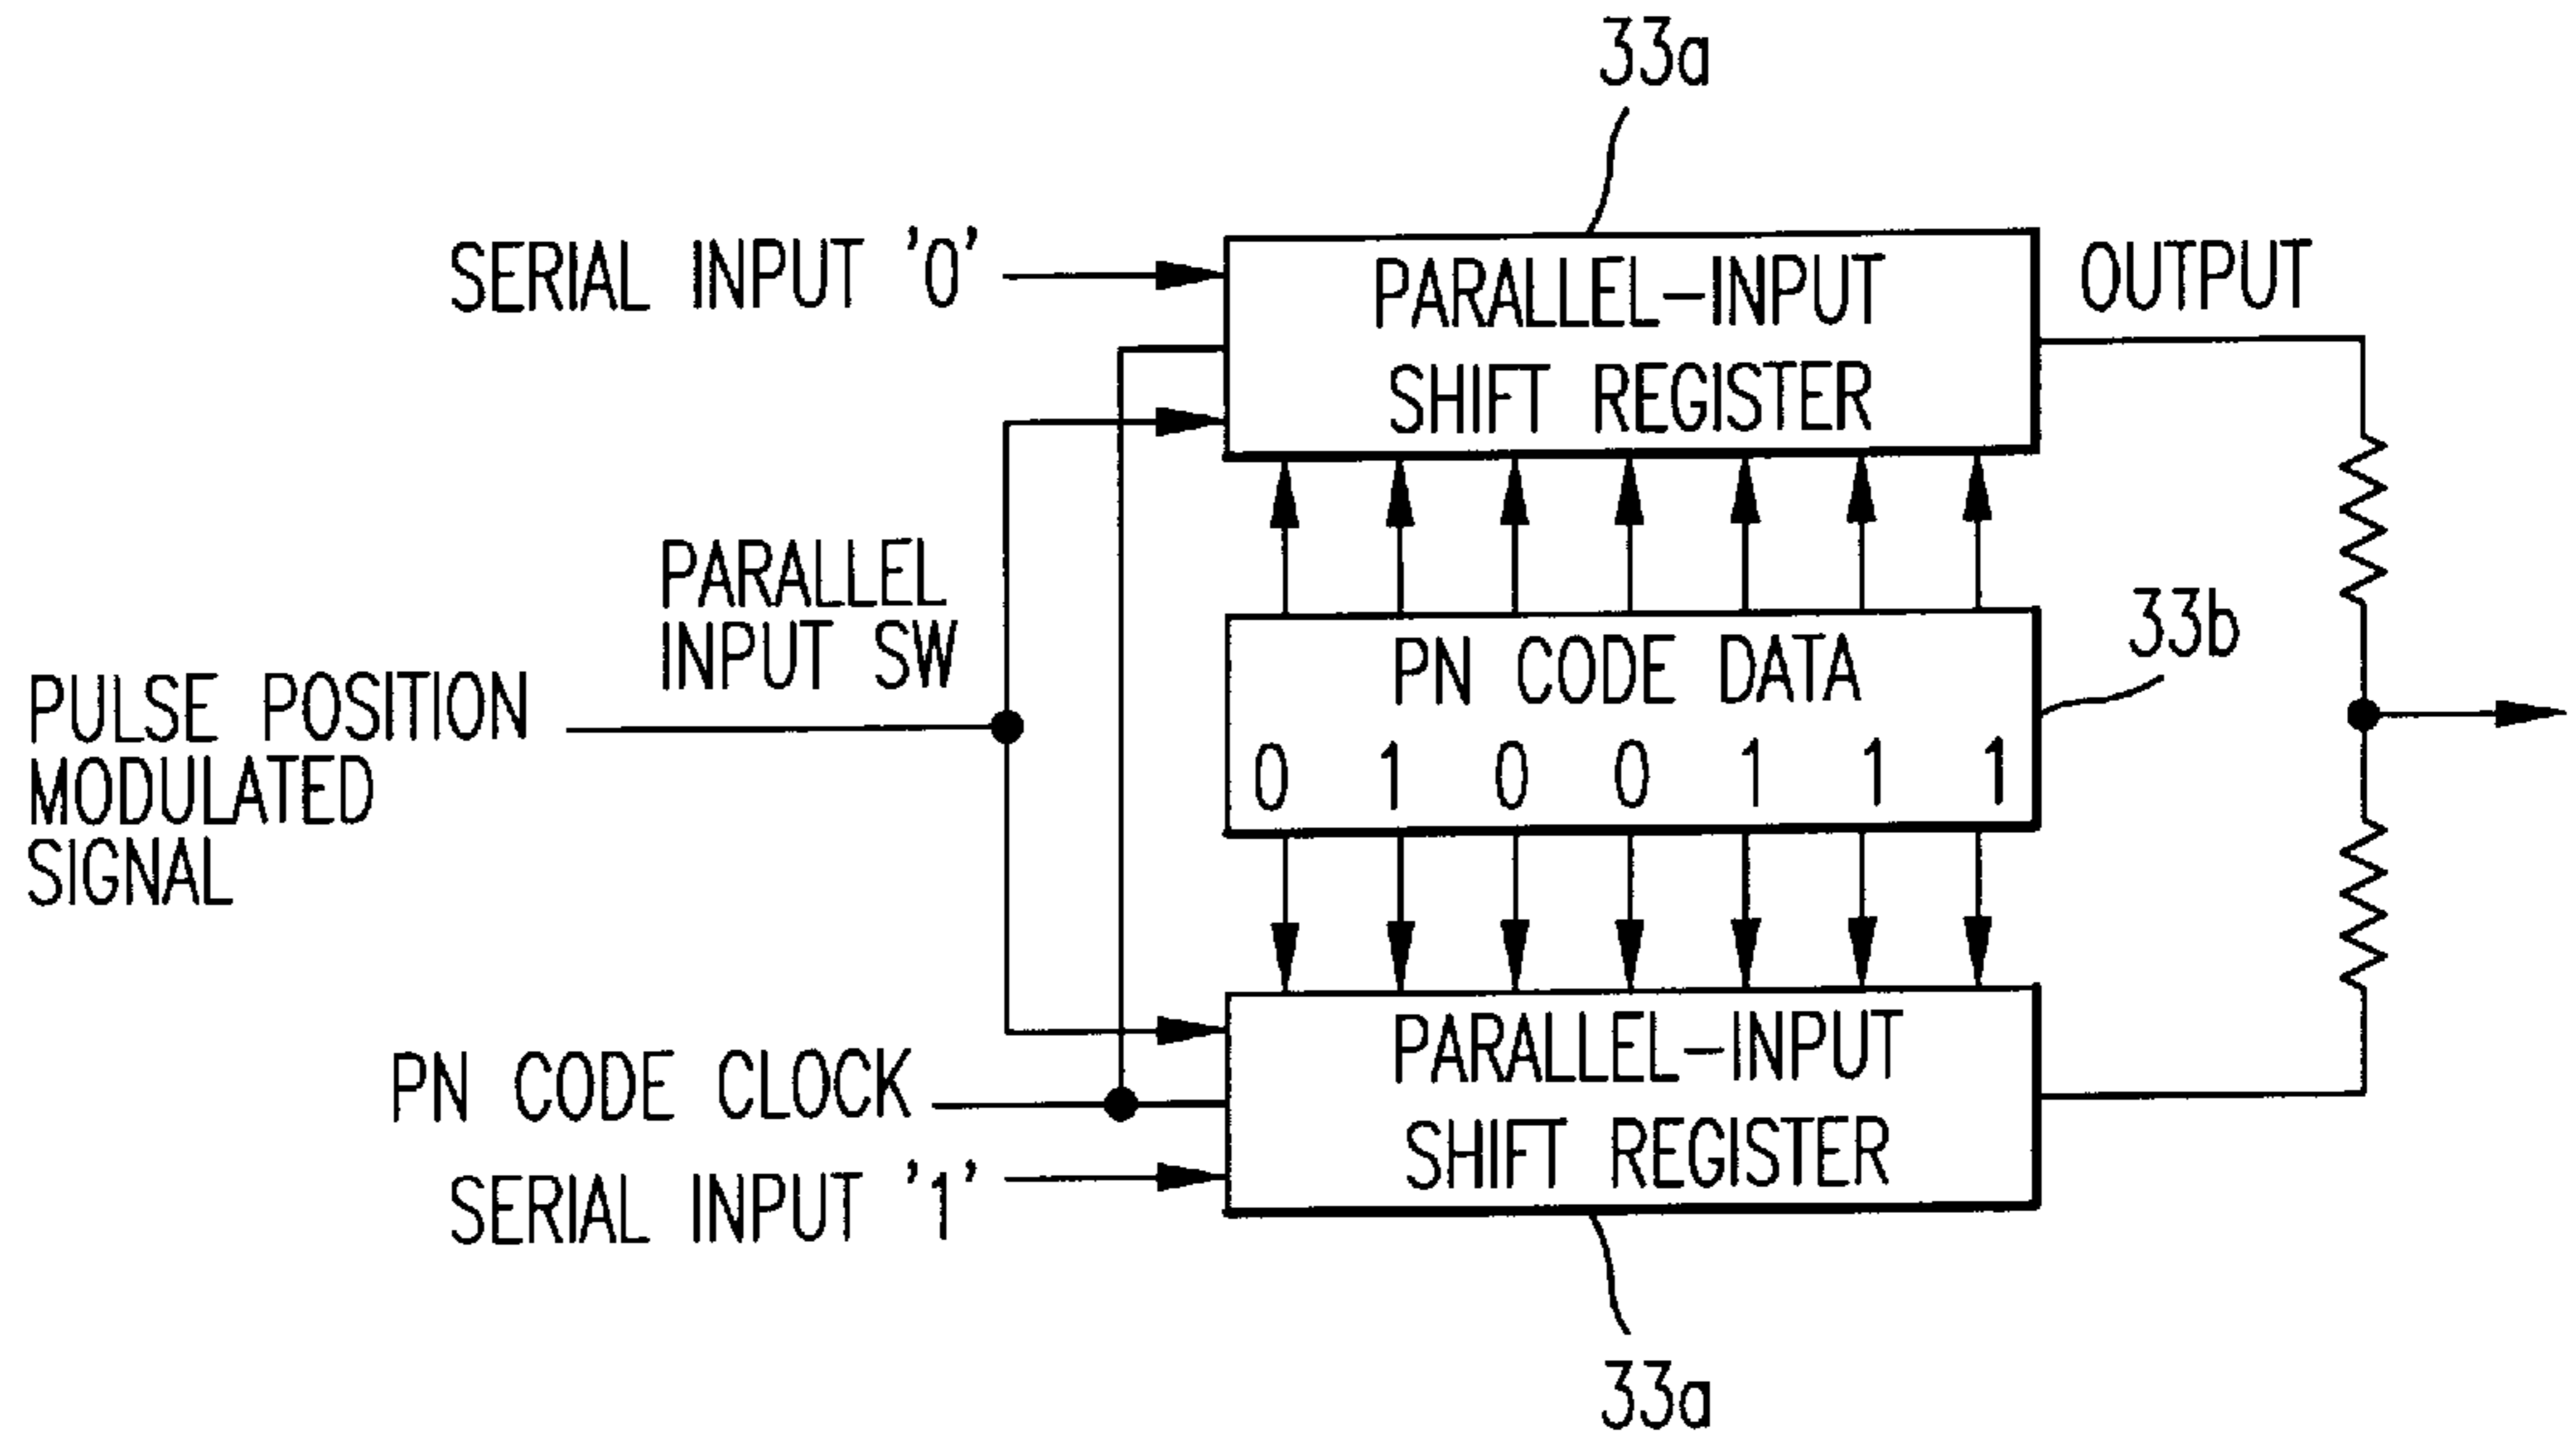 33a
SERIAL INPUT '0'
PARALLEL-INPUT
SHIFT REGISTER
OUTPUT
PARALLEL
INPUT SW
PULSE POSITION
MODULATED
SIGNAL
PN CODE DATA
0 1 0 0 1 1 1
33b
PN CODE CLOCK
SERIAL INPUT '1'
PARALLEL-INPUT
SHIFT REGISTER
33a